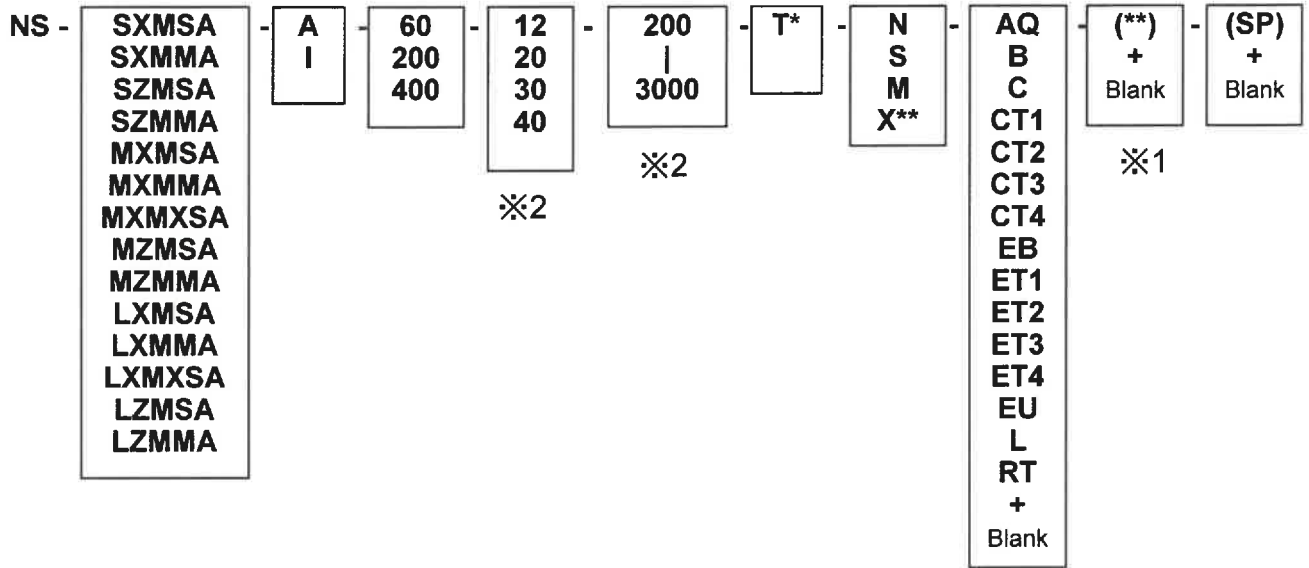 NS - SXMSA - A - 60 - 12 - 200 - T* - N - AQ - (**) - (SP)
SXMMA I 200 20 | S B + +
SZMSA 400 30 3000 M C Blank Blank
SZMMA 40 X** CT1
MXMSA CT2
※2 ※1
MXMMA CT3
MXMXSA ※2 CT4
MZMSA EB
MZMMA ET1
LXMSA ET2
LXMMA ET3
LXMXSA ET4
LZMSA EU
LZMMA L
RT
+
Blank